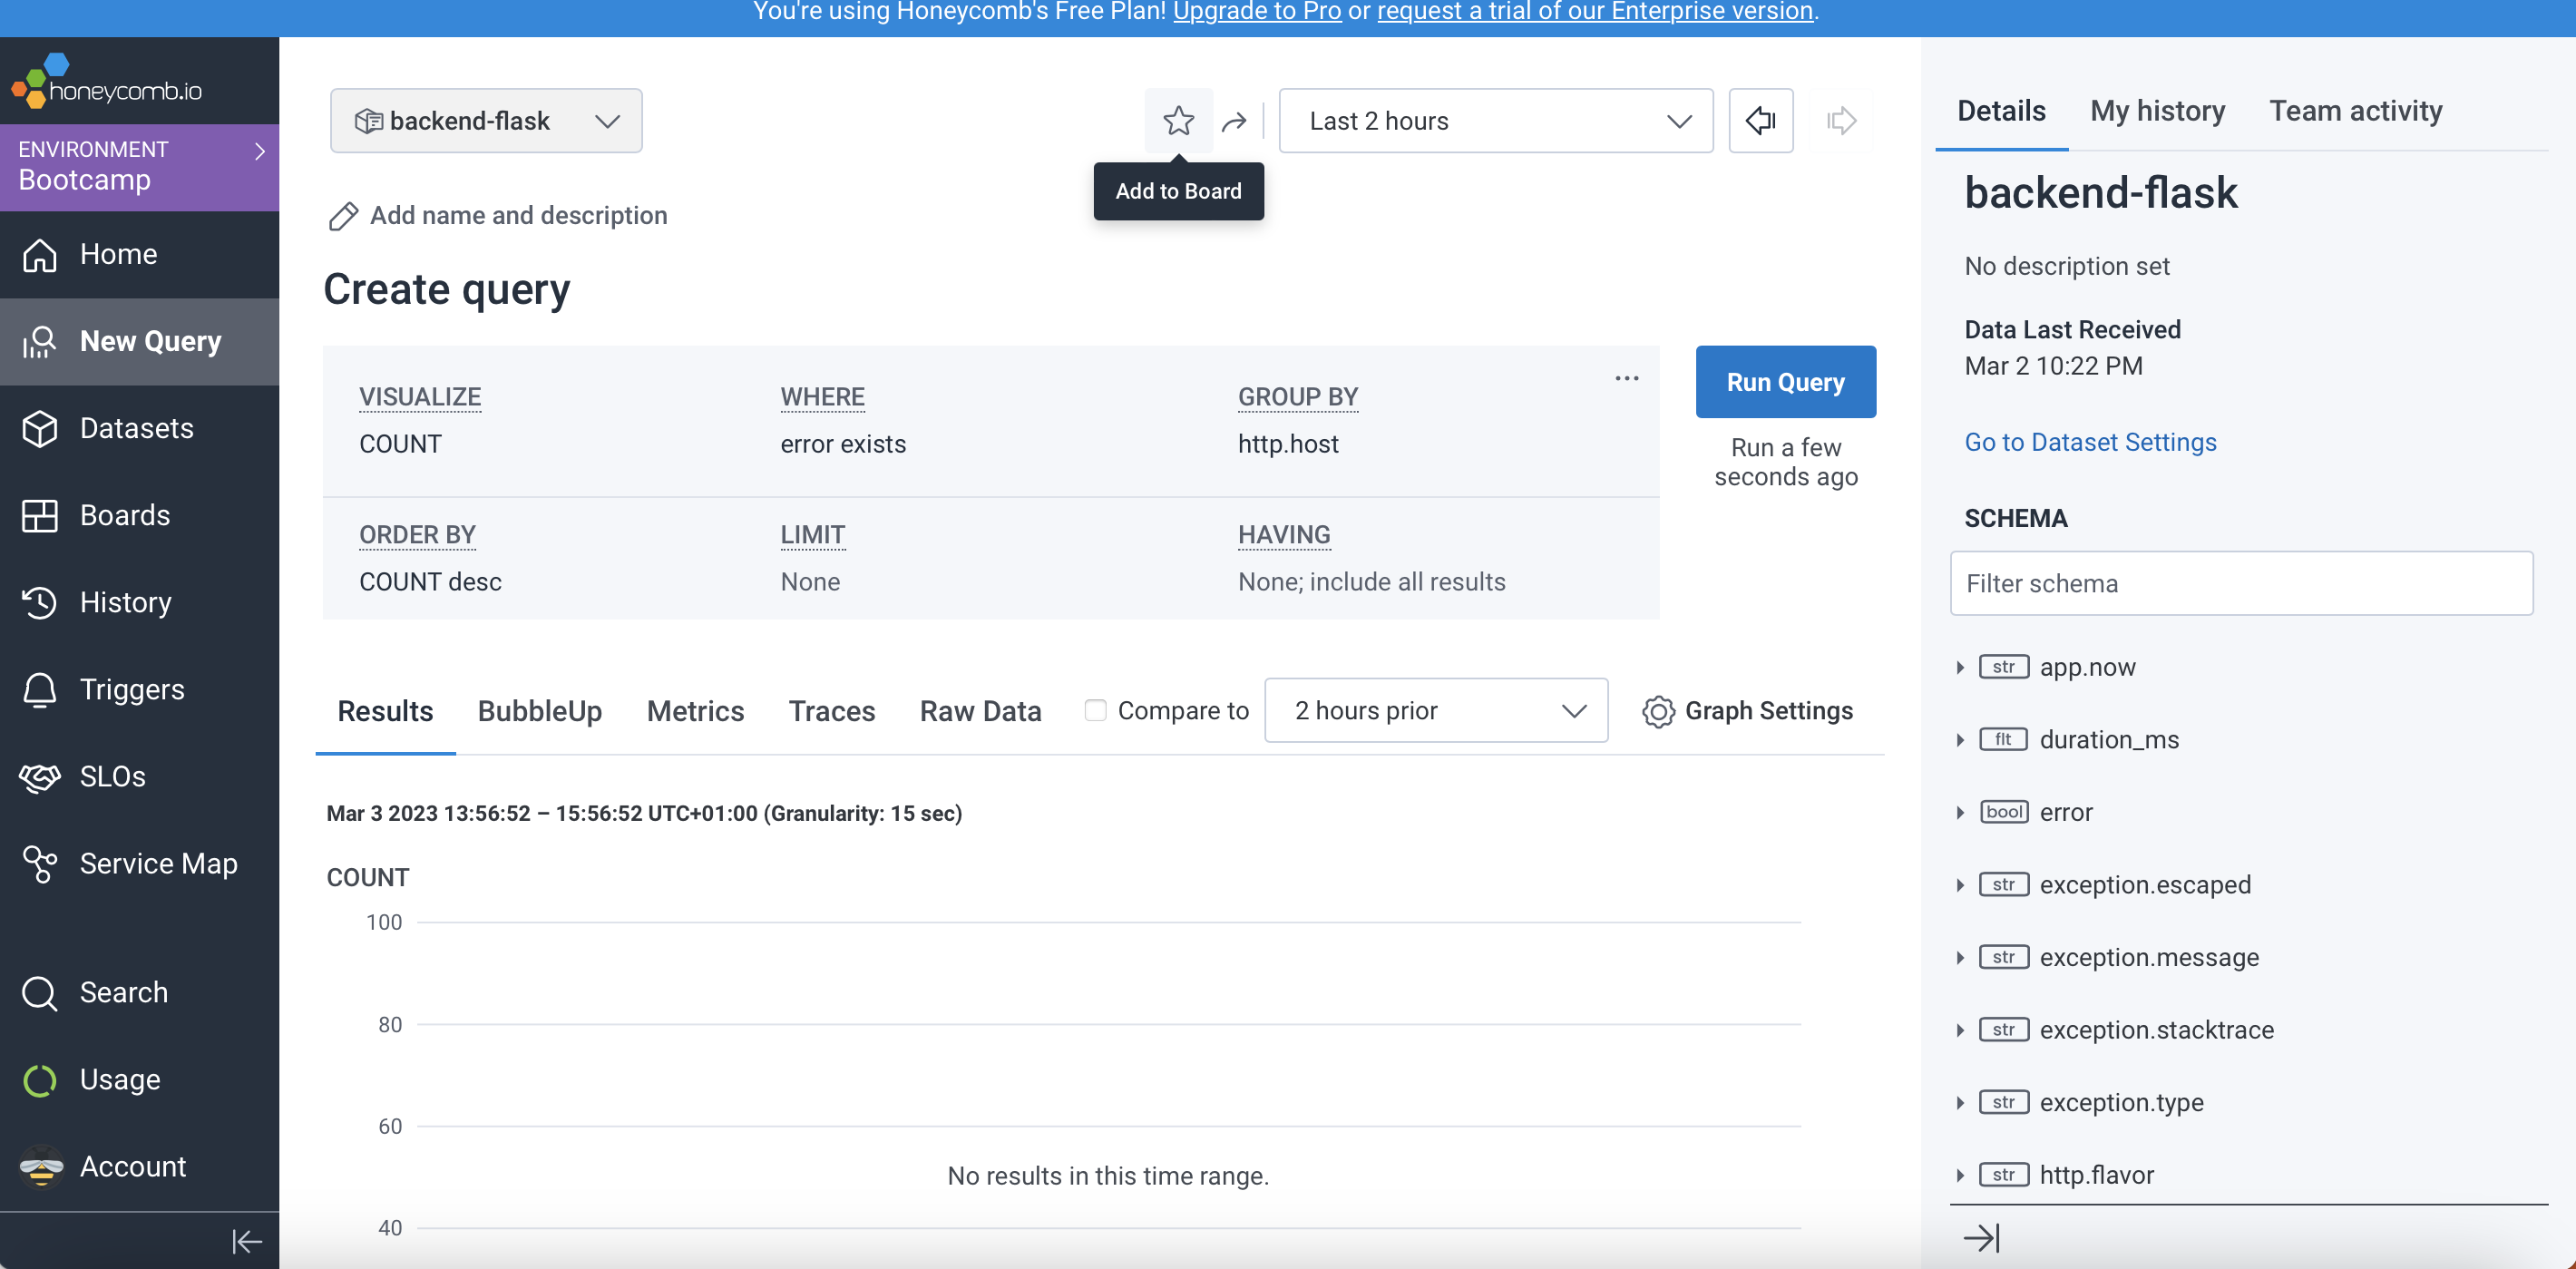 You're using Honeycomb's Free Plan! Upgrade to Pro or request a trial of our Enterprise version.
honeycomb.io
ENVIRONMENT
Bootcamp
Home
New Query
Datasets
Boards
History
Triggers
SLOs
Service Map
Search
Usage
Account
backend-flask
Last 2 hours
Add to Board
Add name and description
Create query
VISUALIZE WHERE GROUP BY
COUNT error exists http.host
ORDER BY LIMIT HAVING
COUNT desc None None; include all results
Run Query
Run a few
seconds ago
Results BubbleUp Metrics Traces Raw Data Compare to 2 hours prior Graph Settings
Mar 3 2023 13:56:52 – 15:56:52 UTC+01:00 (Granularity: 15 sec)
COUNT
100
80
60
No results in this time range.
40
Details My history Team activity
backend-flask
No description set
Data Last Received
Mar 2 10:22 PM
Go to Dataset Settings
SCHEMA
Filter schema
str app.now
flt duration_ms
bool error
str exception.escaped
str exception.message
str exception.stacktrace
str exception.type
str http.flavor